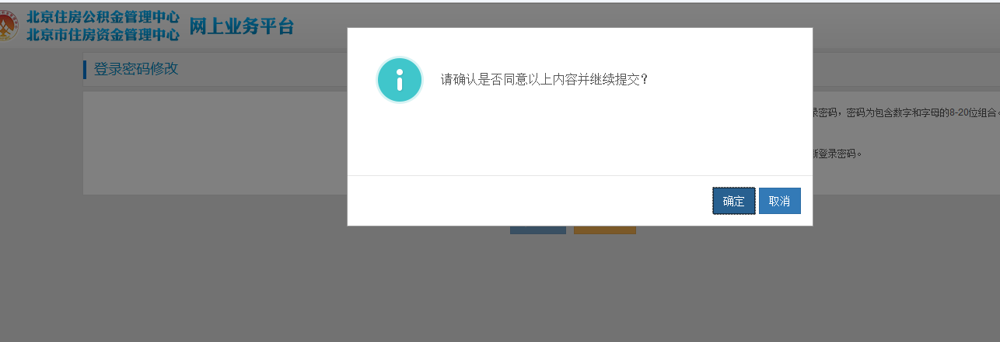 北京住房公积金管理中心
北京市住房资金管理中心
网上业务平台
登录密码修改
请确认是否同意以上内容并继续提交？
录密码，密码为包含数字和字母的8-20位组合。
新登录密码。
确定 取消